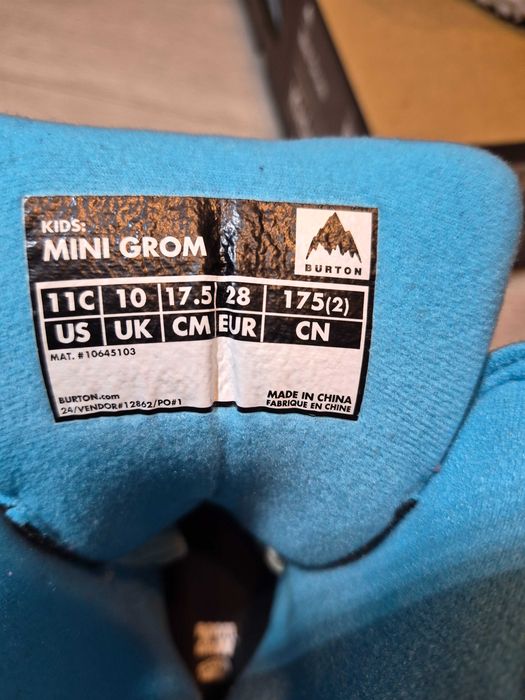 KIDS:
MINI GROM
BURTON
11C 10 17.5 28 175(2)
US UK CM EUR CN
MAT. #10645103
BURTON.com
24/VENDOR#12862/PO#1
MADE IN CHINA
FABRIQUE EN CHINE